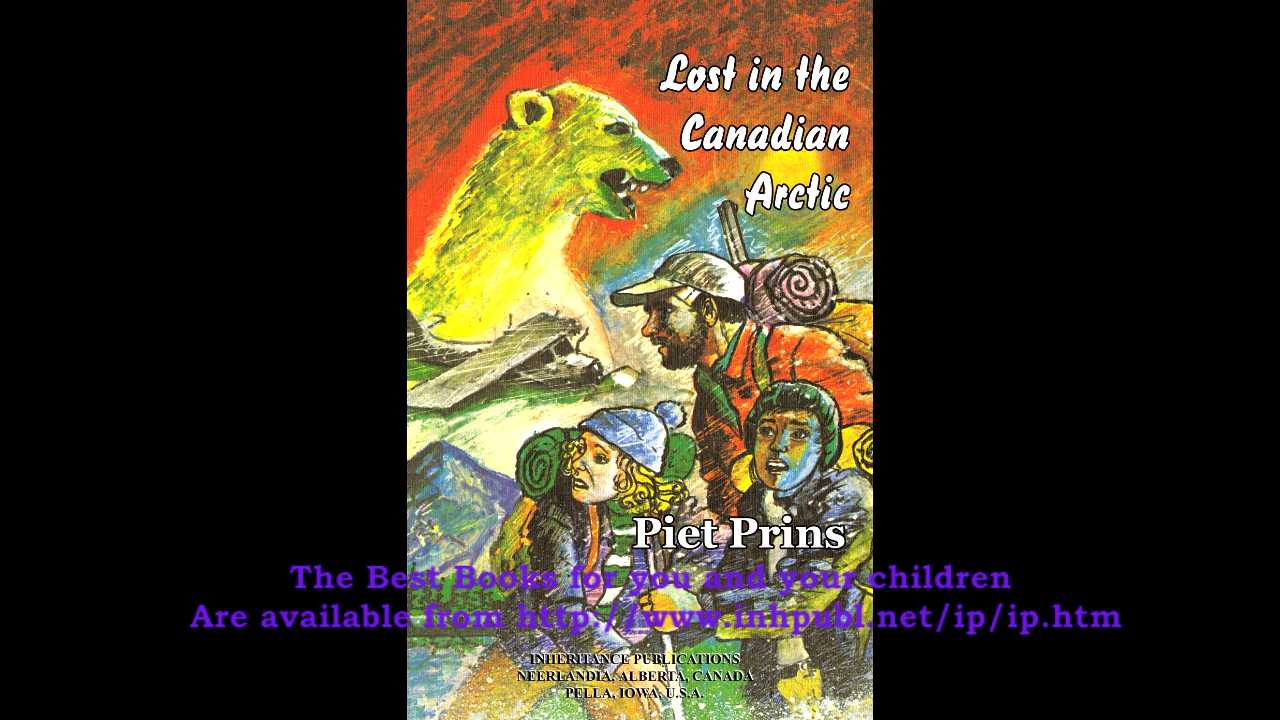 Lost in the
Canadian
Arctic
Piet Prins
The Best Books for you and your children
Are available from http://www.inhpubl.net/ip/ip.htm
INHERITANCE PUBLICATIONS
NEERLANDIA, ALBERTA, CANADA
PELLA, IOWA, U.S.A.